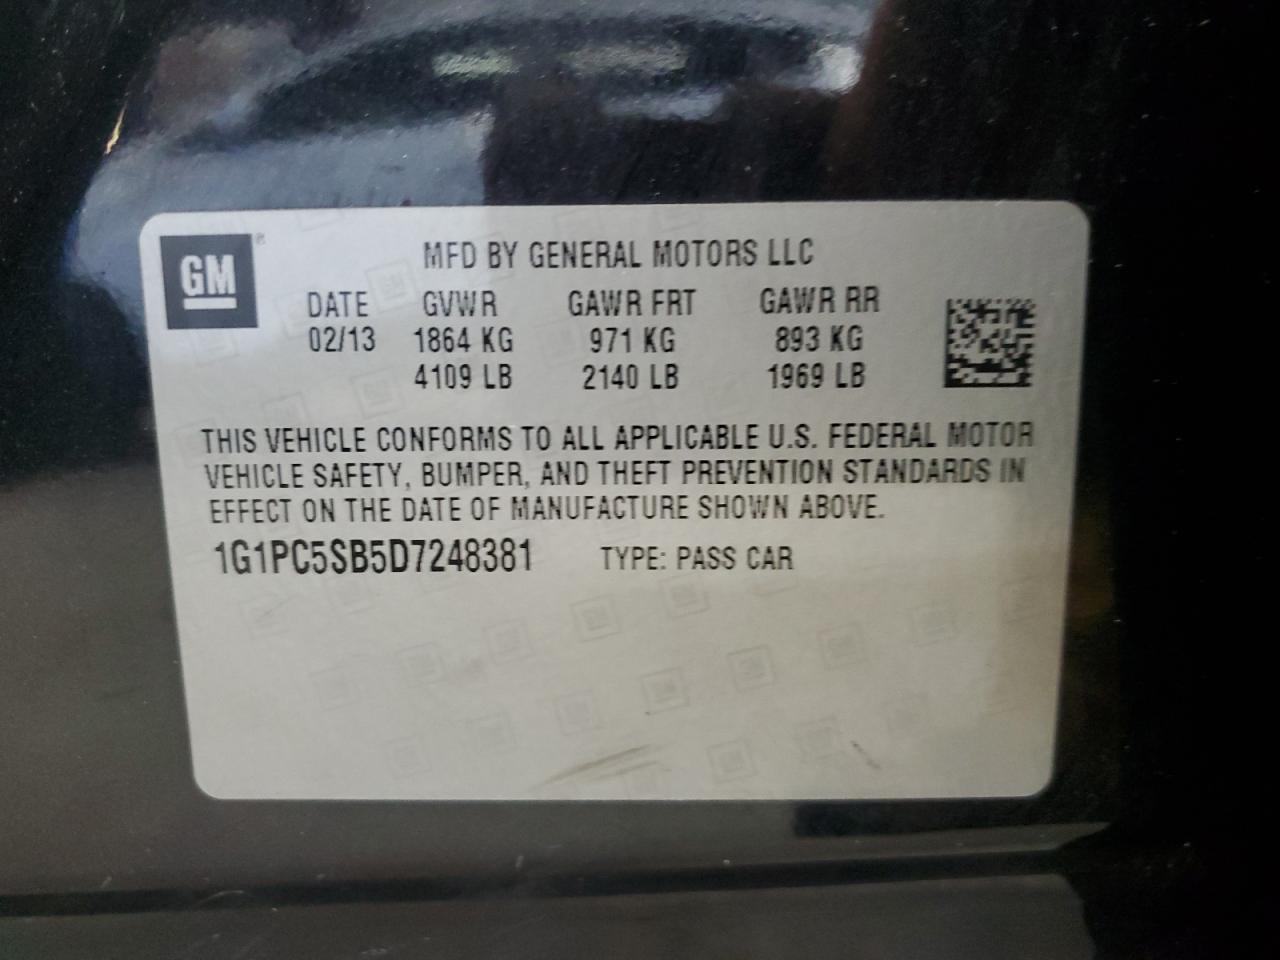 GM ®
MFD BY GENERAL MOTORS LLC
DATE GVWR GAWR FRT GAWR RR
02/13 1864 KG 971 KG 893 KG
4109 LB 2140 LB 1969 LB
THIS VEHICLE CONFORMS TO ALL APPLICABLE U.S. FEDERAL MOTOR
VEHICLE SAFETY, BUMPER, AND THEFT PREVENTION STANDARDS IN
EFFECT ON THE DATE OF MANUFACTURE SHOWN ABOVE.
1G1PC5SB5D7248381 TYPE: PASS CAR